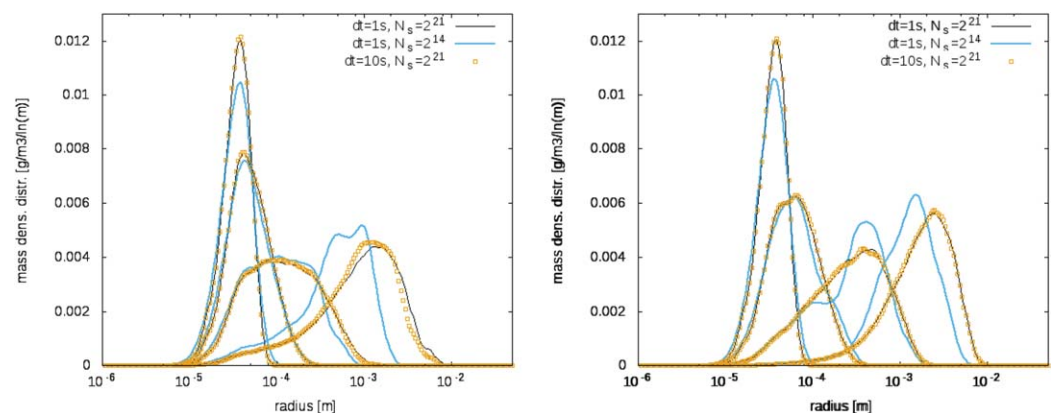 dt=1s, N_s=2^21
dt=1s, N_s=2^14
dt=10s, N_s=2^21
mass dens. distr. [g/m3/ln(m)]
0.012
0.01
0.008
0.006
0.004
0.002
0
10^-6
10^-5
10^-4
10^-3
10^-2
radius [m]
dt=1s, N_s=2^21
dt=1s, N_s=2^14
dt=10s, N_s=2^21
mass dens. distr. [g/m3/ln(m)]
0.012
0.01
0.008
0.006
0.004
0.002
0
10^-6
10^-5
10^-4
10^-3
10^-2
radius [m]